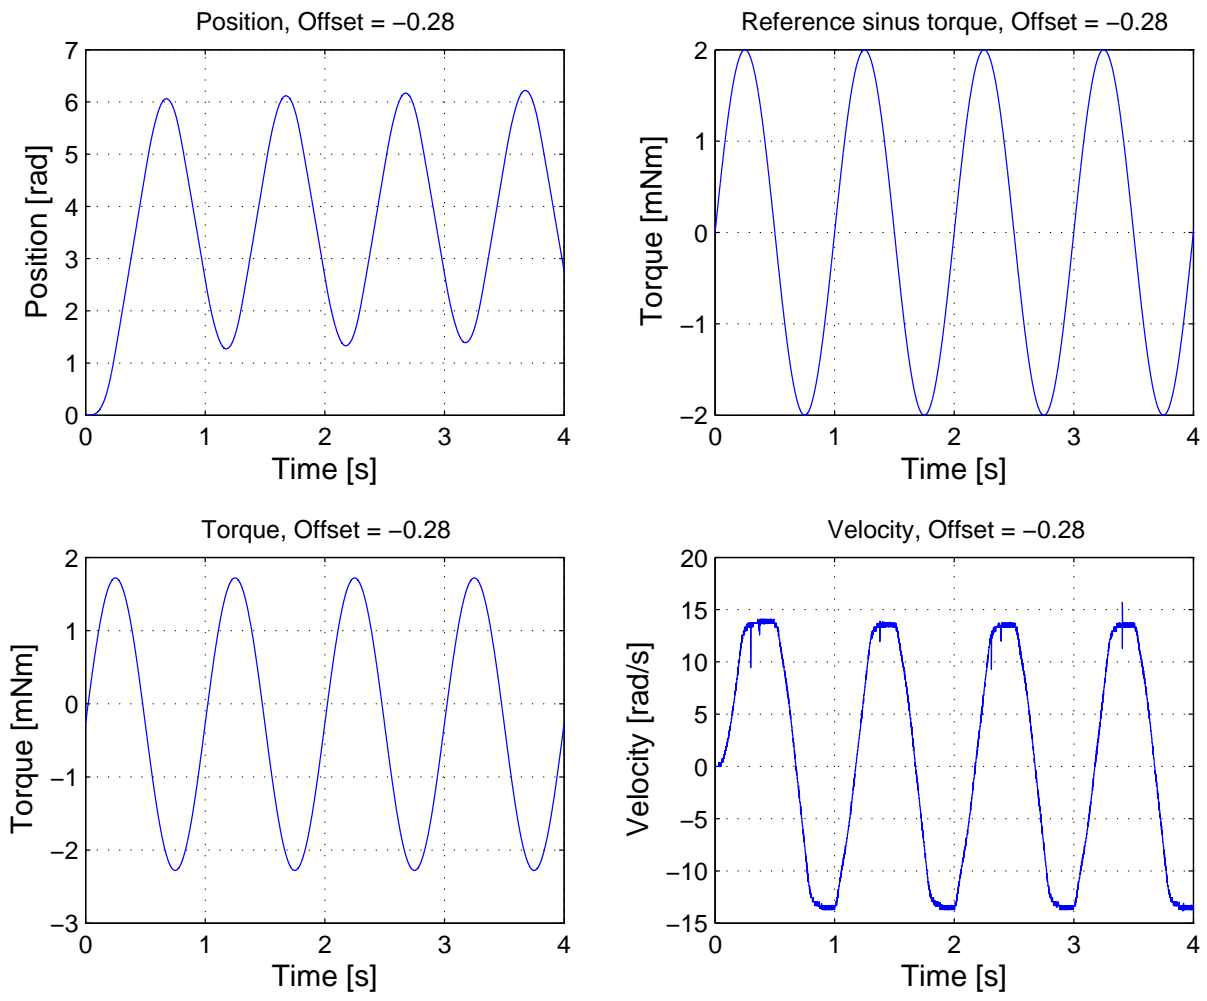 Position, Offset = −0.28
7
6
5
4
3
2
1
0
Position [rad]
0 1 2 3 4
Time [s]
Reference sinus torque, Offset = −0.28
2
1
0
−1
−2
Torque [mNm]
0 1 2 3 4
Time [s]
Torque, Offset = −0.28
2
1
0
−1
−2
−3
Torque [mNm]
0 1 2 3 4
Time [s]
Velocity, Offset = −0.28
20
15
10
5
0
−5
−10
−15
Velocity [rad/s]
0 1 2 3 4
Time [s]